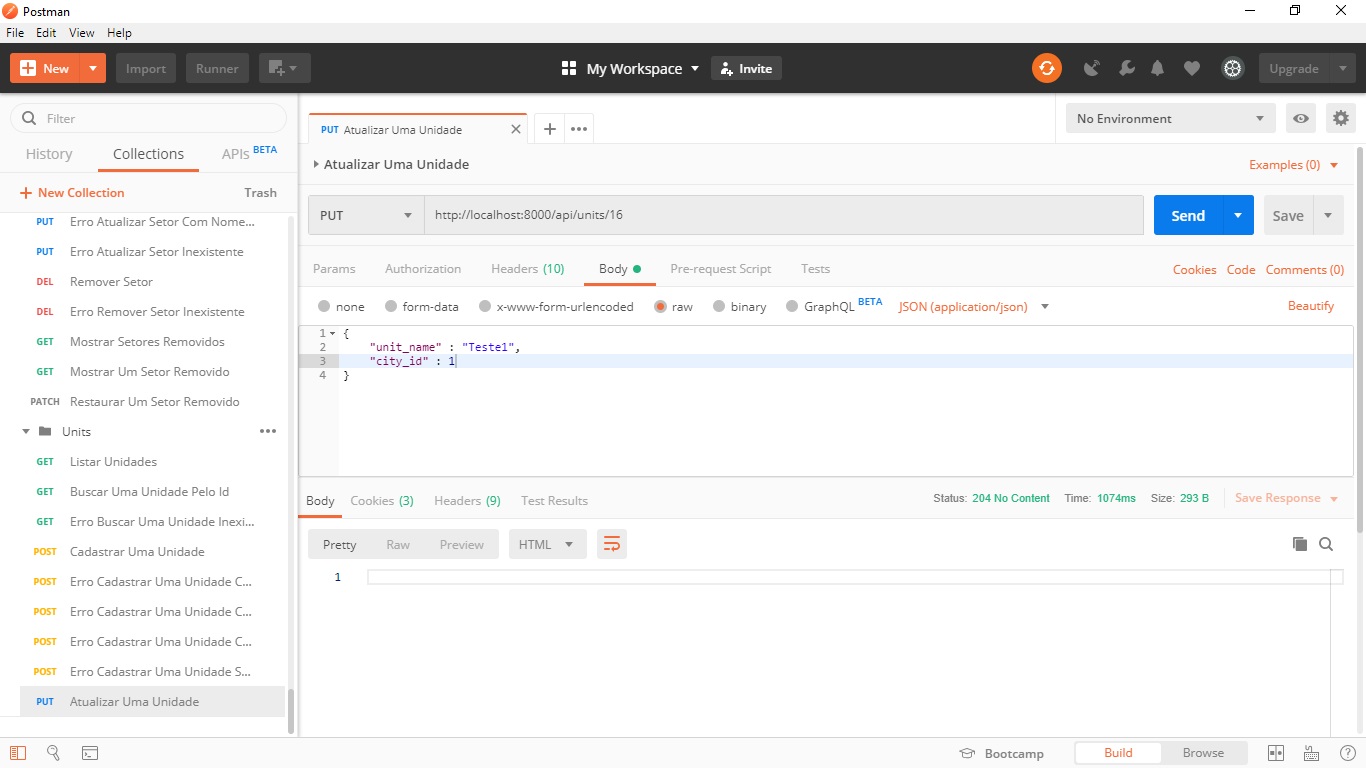 Postman
File Edit View Help
New Import Runner My Workspace Invite Upgrade
Filter
History Collections APIs BETA
New Collection Trash
PUT Erro Atualizar Setor Com Nome...
PUT Erro Atualizar Setor Inexistente
DEL Remover Setor
DEL Erro Remover Setor Inexistente
GET Mostrar Setores Removidos
GET Mostrar Um Setor Removido
PATCH Restaurar Um Setor Removido
Units
GET Listar Unidades
GET Buscar Uma Unidade Pelo Id
GET Erro Buscar Uma Unidade Inexi...
POST Cadastrar Uma Unidade
POST Erro Cadastrar Uma Unidade C...
POST Erro Cadastrar Uma Unidade C...
POST Erro Cadastrar Uma Unidade C...
POST Erro Cadastrar Uma Unidade S...
PUT Atualizar Uma Unidade
PUT Atualizar Uma Unidade
No Environment
Atualizar Uma Unidade Examples (0)
PUT http://localhost:8000/api/units/16 Send Save
Params Authorization Headers (10) Body Pre-request Script Tests Cookies Code Comments (0)
none form-data x-www-form-urlencoded raw binary GraphQL BETA JSON (application/json) Beautify
1 {
2 "unit_name" : "Teste1",
3 "city_id" : 1
4 }
Body Cookies (3) Headers (9) Test Results Status: 204 No Content Time: 1074ms Size: 293 B Save Response
Pretty Raw Preview HTML
1
Bootcamp Build Browse